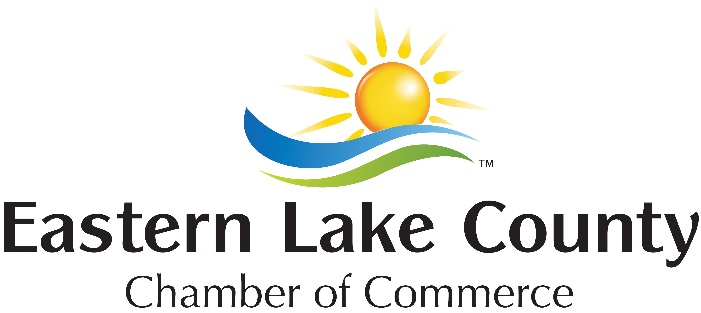 TM
Eastern Lake County
Chamber of Commerce